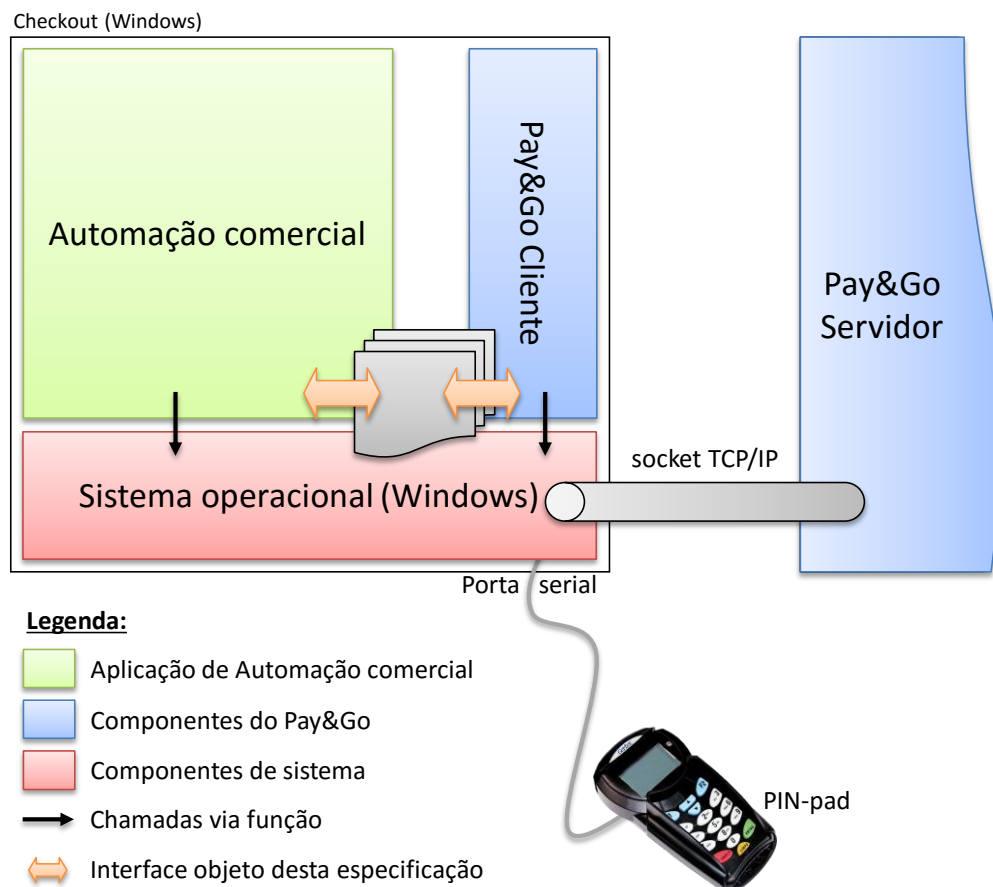 Checkout (Windows)
Automação comercial
Pay&Go Cliente
Pay&Go
Servidor
socket TCP/IP
Sistema operacional (Windows)
Porta serial
Legenda:
Aplicação de Automação comercial
Componentes do Pay&Go
Componentes de sistema
Chamadas via função
Interface objeto desta especificação
PIN-pad